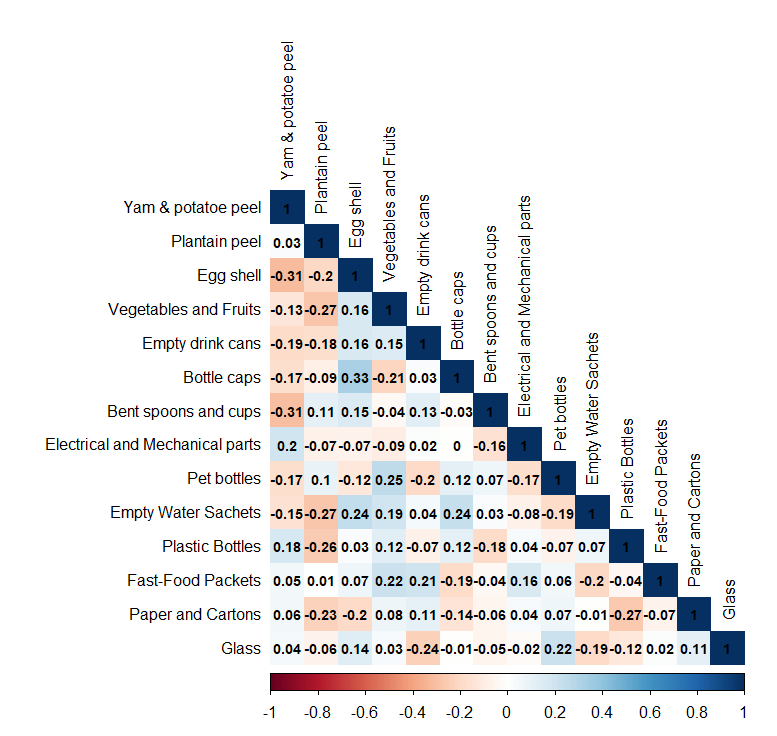 Yam & potatoe peel
Plantain peel
Egg shell
Vegetables and Fruits
Empty drink cans
Bottle caps
Bent spoons and cups
Electrical and Mechanical parts
Pet bottles
Empty Water Sachets
Plastic Bottles
Fast-Food Packets
Paper and Cartons
Glass
Yam & potatoe peel 1
Plantain peel 0.03 1
Egg shell -0.31 -0.2 1
Vegetables and Fruits -0.13 -0.27 0.16 1
Empty drink cans -0.19 -0.18 0.16 0.15 1
Bottle caps -0.17 -0.09 0.33 -0.21 0.03 1
Bent spoons and cups -0.31 0.11 0.15 -0.04 0.13 -0.03 1
Electrical and Mechanical parts 0.2 -0.07 -0.07 -0.09 0.02 0 -0.16 1
Pet bottles -0.17 0.1 -0.12 0.25 -0.2 0.12 0.07 -0.17 1
Empty Water Sachets -0.15 -0.27 0.24 0.19 0.04 0.24 0.03 -0.08 -0.19 1
Plastic Bottles 0.18 -0.26 0.03 0.12 -0.07 0.12 -0.18 0.04 -0.07 0.07 1
Fast-Food Packets 0.05 0.01 0.07 0.22 0.21 -0.19 -0.04 0.16 0.06 -0.2 -0.04 1
Paper and Cartons 0.06 -0.23 -0.2 0.08 0.11 -0.14 -0.06 0.04 0.07 -0.01 -0.27 -0.07 1
Glass 0.04 -0.06 0.14 0.03 -0.24 -0.01 -0.05 -0.02 0.22 -0.19 -0.12 0.02 0.11 1
-1 -0.8 -0.6 -0.4 -0.2 0 0.2 0.4 0.6 0.8 1